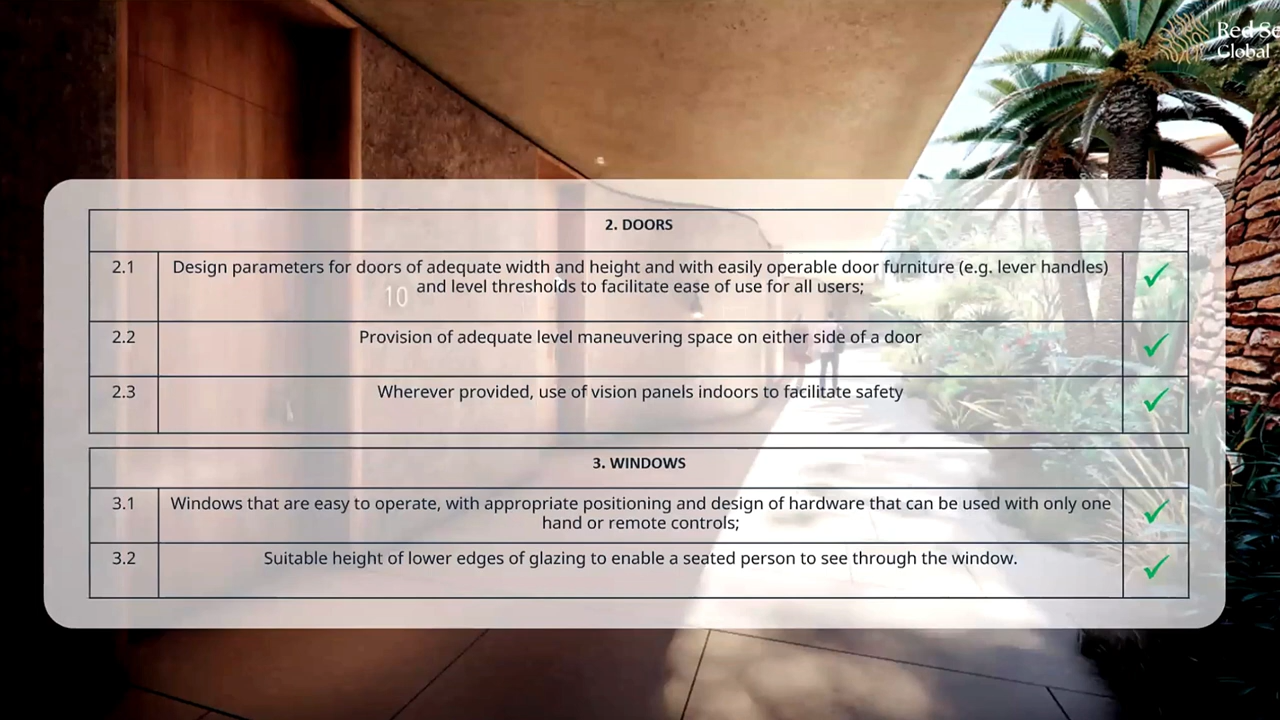 Red Se
Global
2. DOORS
2.1 Design parameters for doors of adequate width and height and with easily operable door furniture (e.g. lever handles)
and level thresholds to facilitate ease of use for all users;
10
2.2 Provision of adequate level maneuvering space on either side of a door
2.3 Wherever provided, use of vision panels indoors to facilitate safety
3. WINDOWS
3.1 Windows that are easy to operate, with appropriate positioning and design of hardware that can be used with only one
hand or remote controls;
3.2 Suitable height of lower edges of glazing to enable a seated person to see through the window.